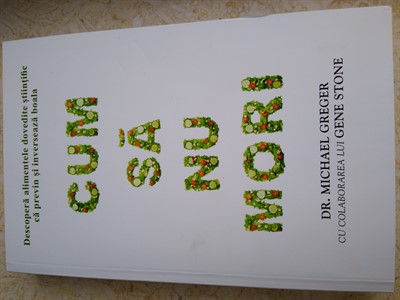 Descoperă alimentele dovedite științific
că previn și inversează boala
CUM
SĂ
NU
MORI
DR. MICHAEL GREGER
CU COLABORAREA LUI GENE STONE